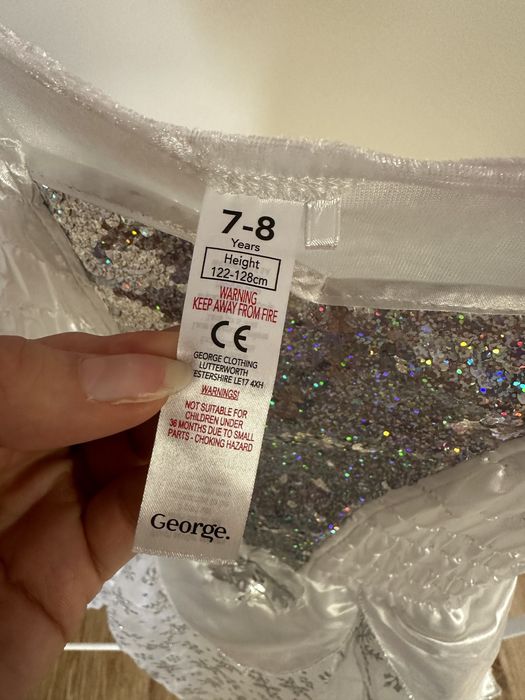 7-8
Years
Height
122-128cm
WARNING
KEEP AWAY FROM FIRE
CE
GEORGE CLOTHING
LUTTERWORTH
ESTERSHIRE LE17 4XH
WARNINGS!
NOT SUITABLE FOR
CHILDREN UNDER
36 MONTHS DUE TO SMALL
PARTS - CHOKING HAZARD
George.